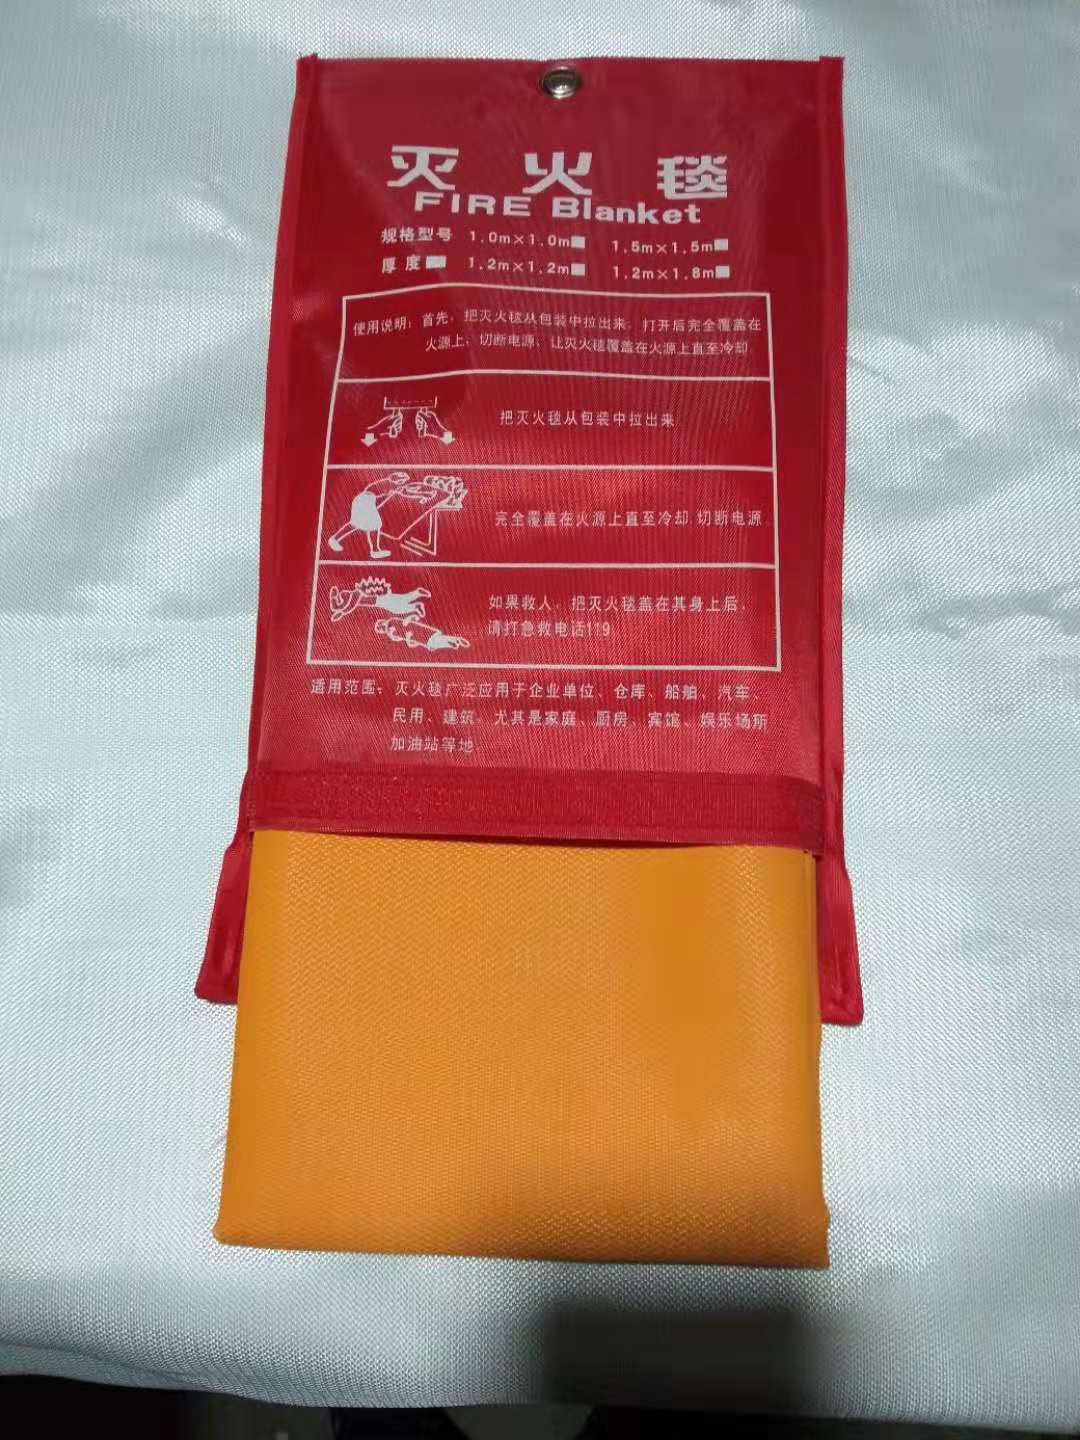 灭火毯
FIRE Blanket
规格型号 1.0m×1.0m 1.5m×1.5m
厚度 1.2m×1.2m 1.2m×1.8m
使用说明：首先，把灭火毯从包装中拉出来，打开后完全覆盖在
火源上，切断电源，让灭火毯覆盖在火源上直至冷却
把灭火毯从包装中拉出来
完全覆盖在火源上直至冷却.切断电源
如果救人，把灭火毯盖在其身上后，
请打急救电话119
适用范围：灭火毯广泛应用于企业单位、仓库、船舶、汽车、
民用、建筑，尤其是家庭、厨房、宾馆、娱乐场所
加油站等地